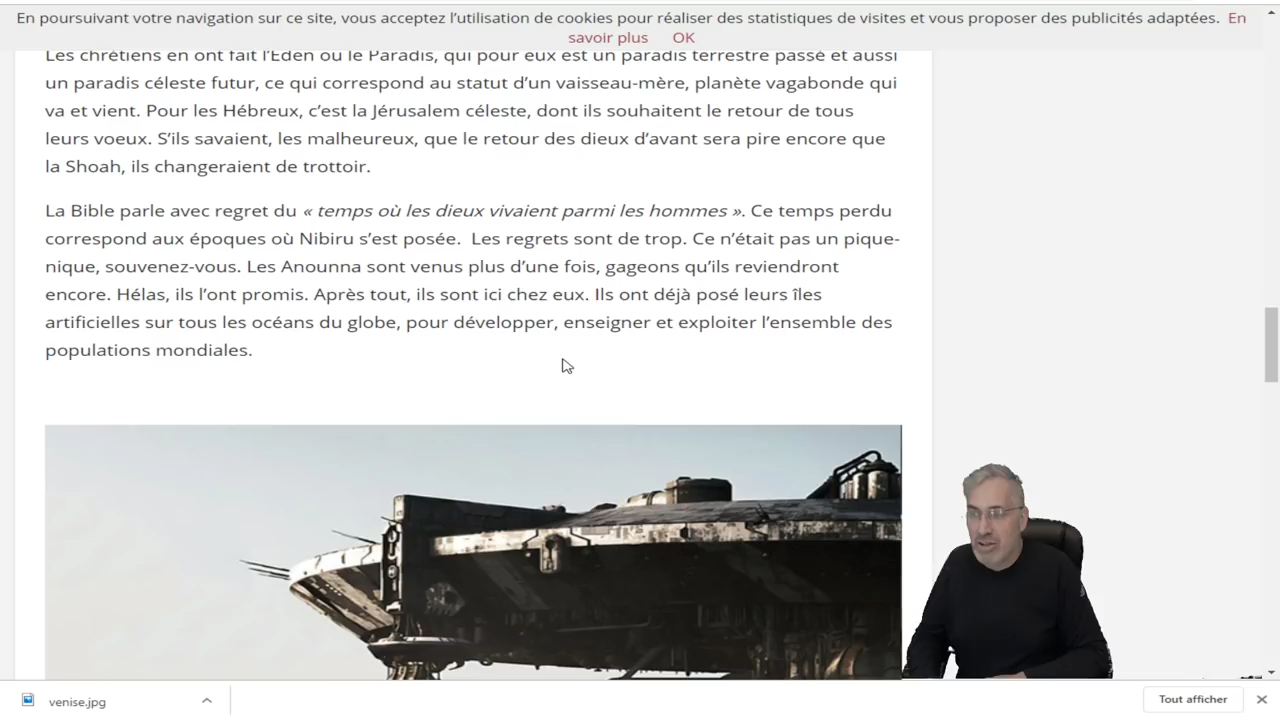 En poursuivant votre navigation sur ce site, vous acceptez l’utilisation de cookies pour réaliser des statistiques de visites et vous proposer des publicités adaptées. En
savoir plus OK
Les chrétiens en ont fait l’Eden ou le Paradis, qui pour eux est un paradis terrestre passé et aussi
un paradis céleste futur, ce qui correspond au statut d’un vaisseau-mère, planète vagabonde qui
va et vient. Pour les Hébreux, c’est la Jérusalem céleste, dont ils souhaitent le retour de tous
leurs voeux. S’ils savaient, les malheureux, que le retour des dieux d’avant sera pire encore que
la Shoah, ils changeraient de trottoir.
La Bible parle avec regret du « temps où les dieux vivaient parmi les hommes ». Ce temps perdu
correspond aux époques où Nibiru s’est posée. Les regrets sont de trop. Ce n’était pas un pique-
nique, souvenez-vous. Les Anounna sont venus plus d’une fois, gageons qu’ils reviendront
encore. Hélas, ils l’ont promis. Après tout, ils sont ici chez eux. Ils ont déjà posé leurs îles
artificielles sur tous les océans du globe, pour développer, enseigner et exploiter l’ensemble des
populations mondiales.
venise.jpg
Tout afficher